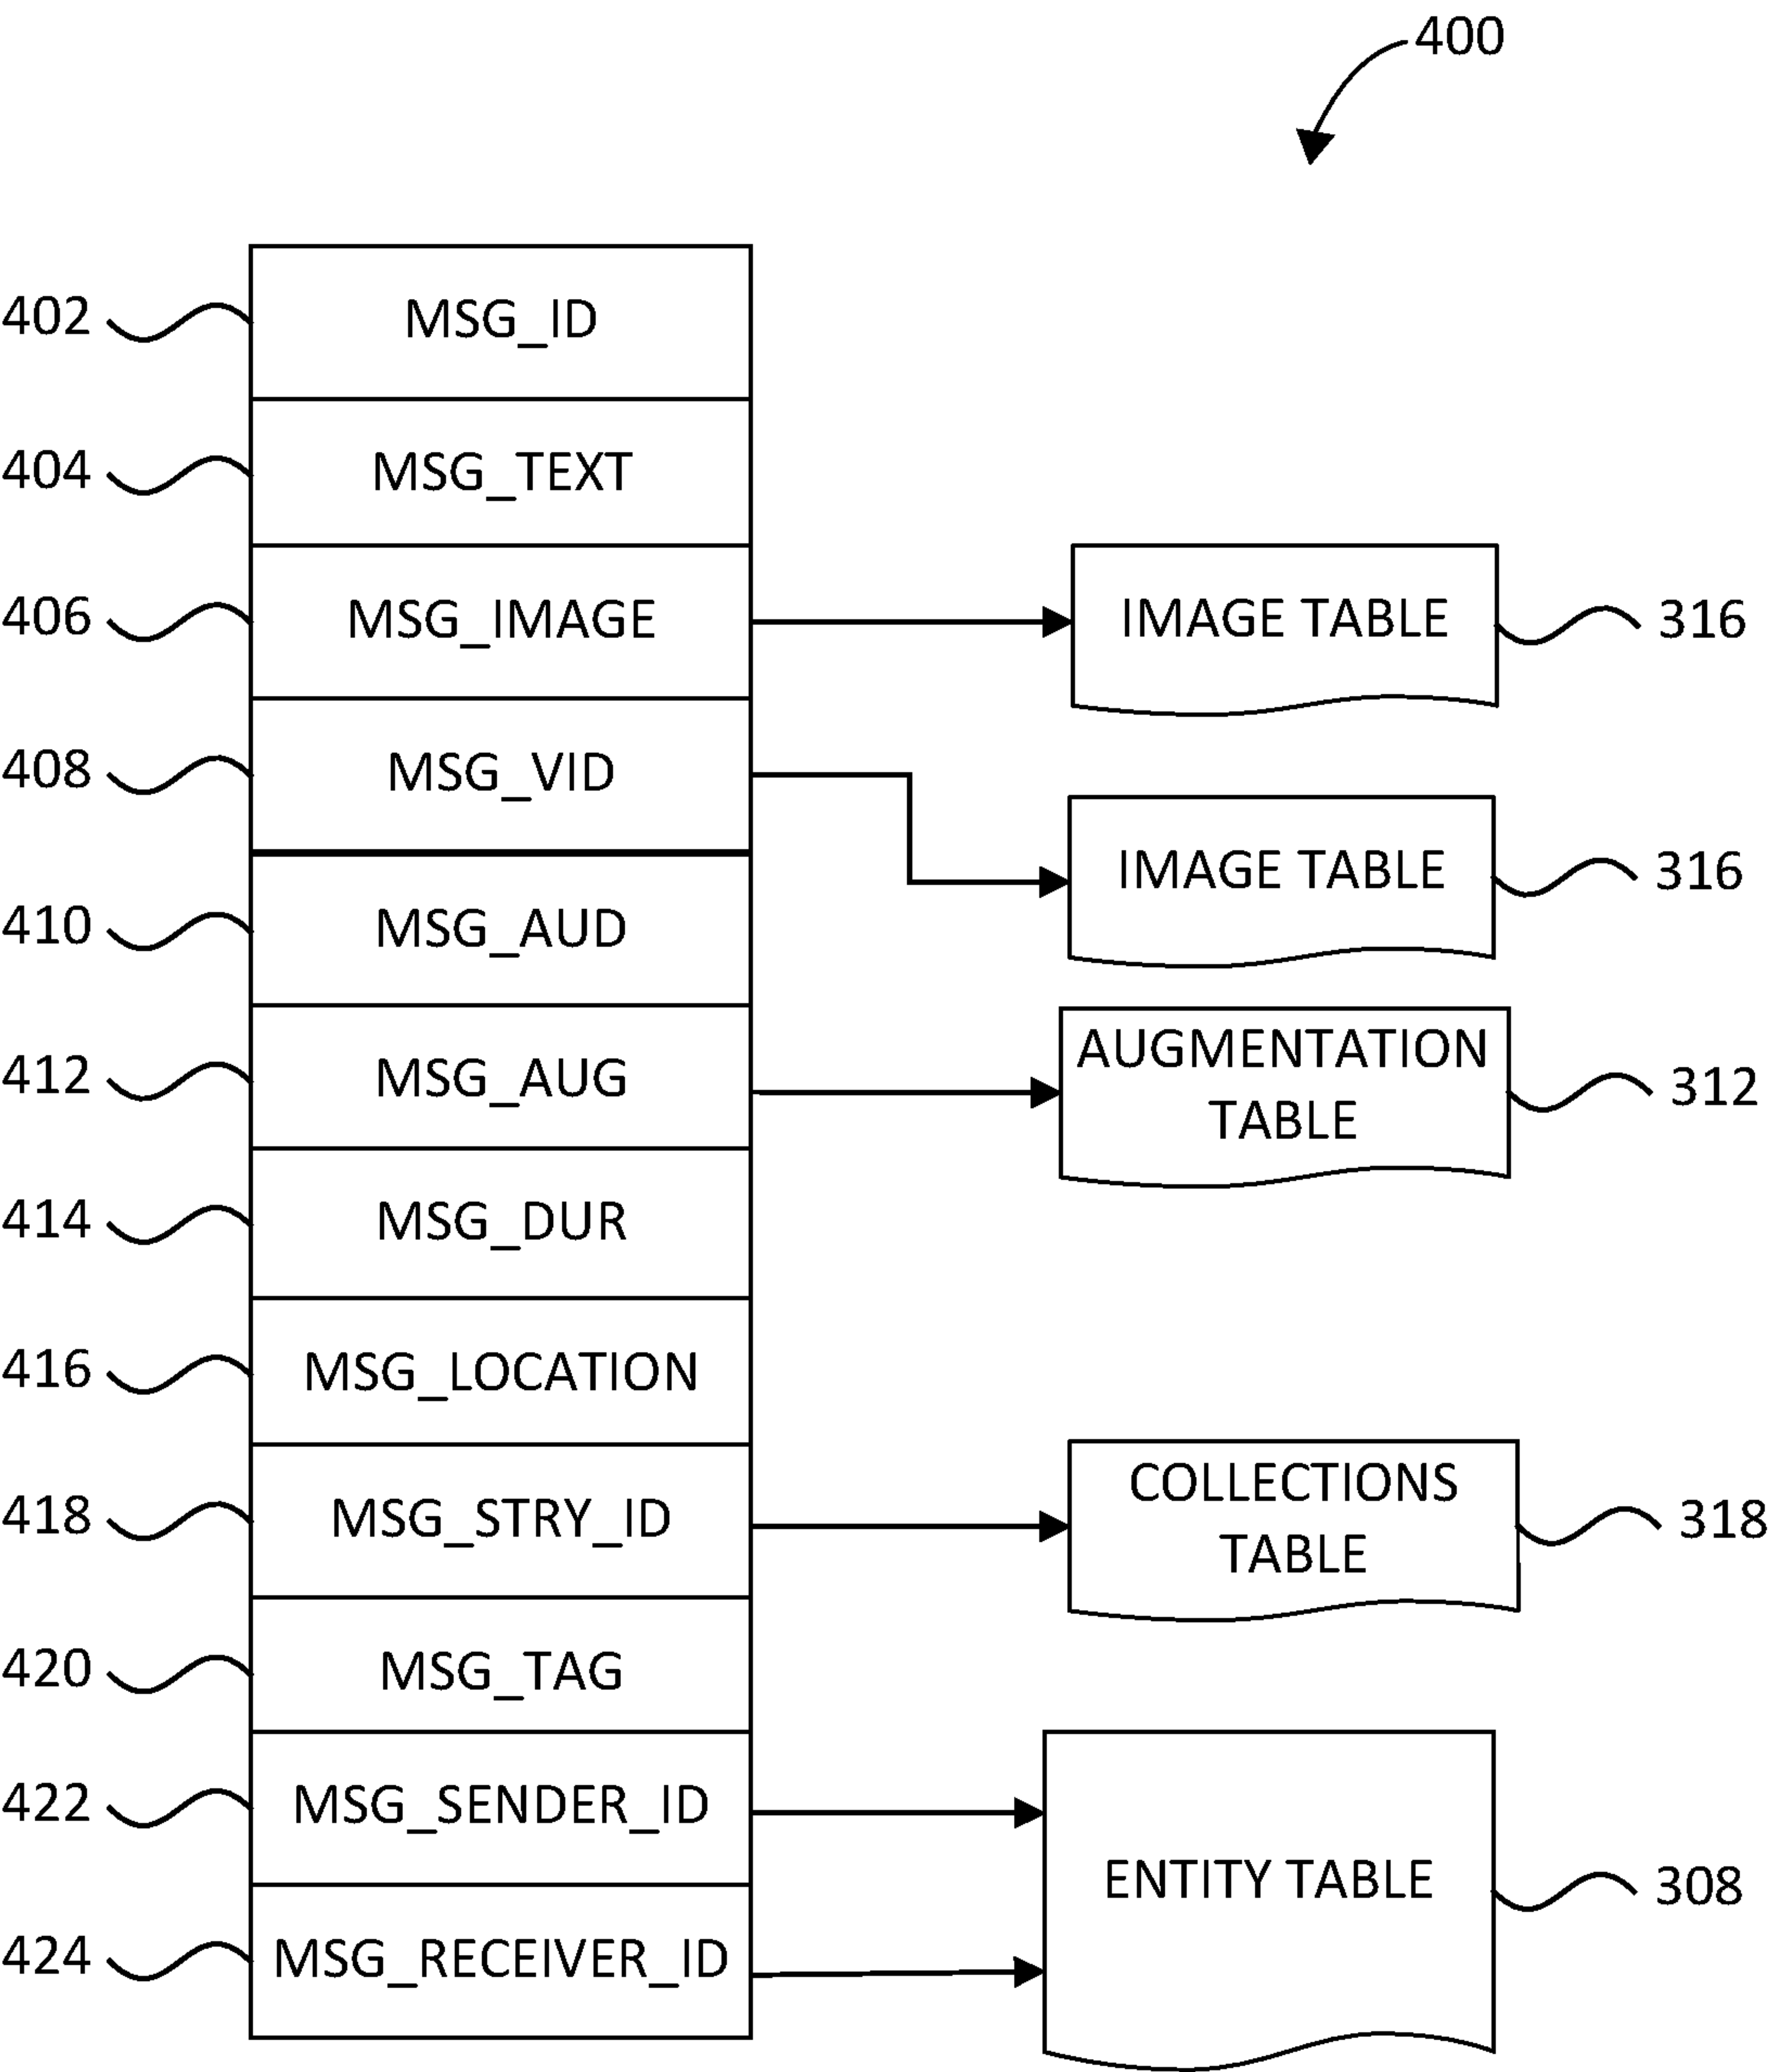 400
402 MSG_ID
404 MSG_TEXT
406 MSG_IMAGE IMAGE TABLE 316
408 MSG_VID
IMAGE TABLE 316
410 MSG_AUD
412 MSG_AUG AUGMENTATION TABLE 312
414 MSG_DUR
416 MSG_LOCATION
418 MSG_STRY_ID COLLECTIONS TABLE 318
420 MSG_TAG
422 MSG_SENDER_ID
ENTITY TABLE 308
424 MSG_RECEIVER_ID